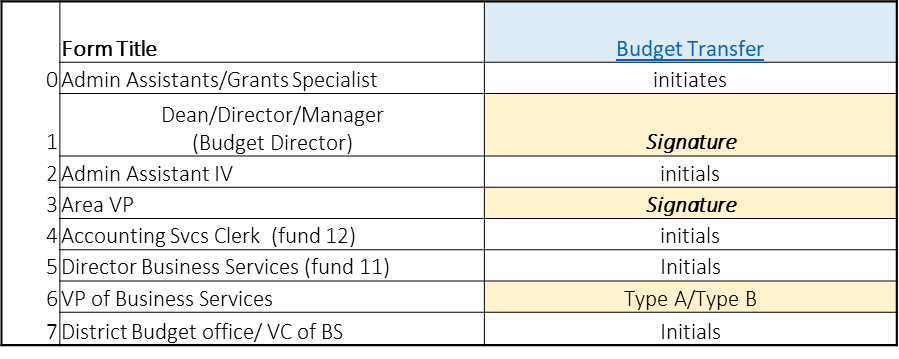 Form Title Budget Transfer
0 Admin Assistants/Grants Specialist initiates
Dean/Director/Manager
1 (Budget Director) Signature
2 Admin Assistant IV initials
3 Area VP Signature
4 Accounting Svcs Clerk (fund 12) initials
5 Director Business Services (fund 11) Initials
6 VP of Business Services Type A/Type B
7 District Budget office/ VC of BS Initials